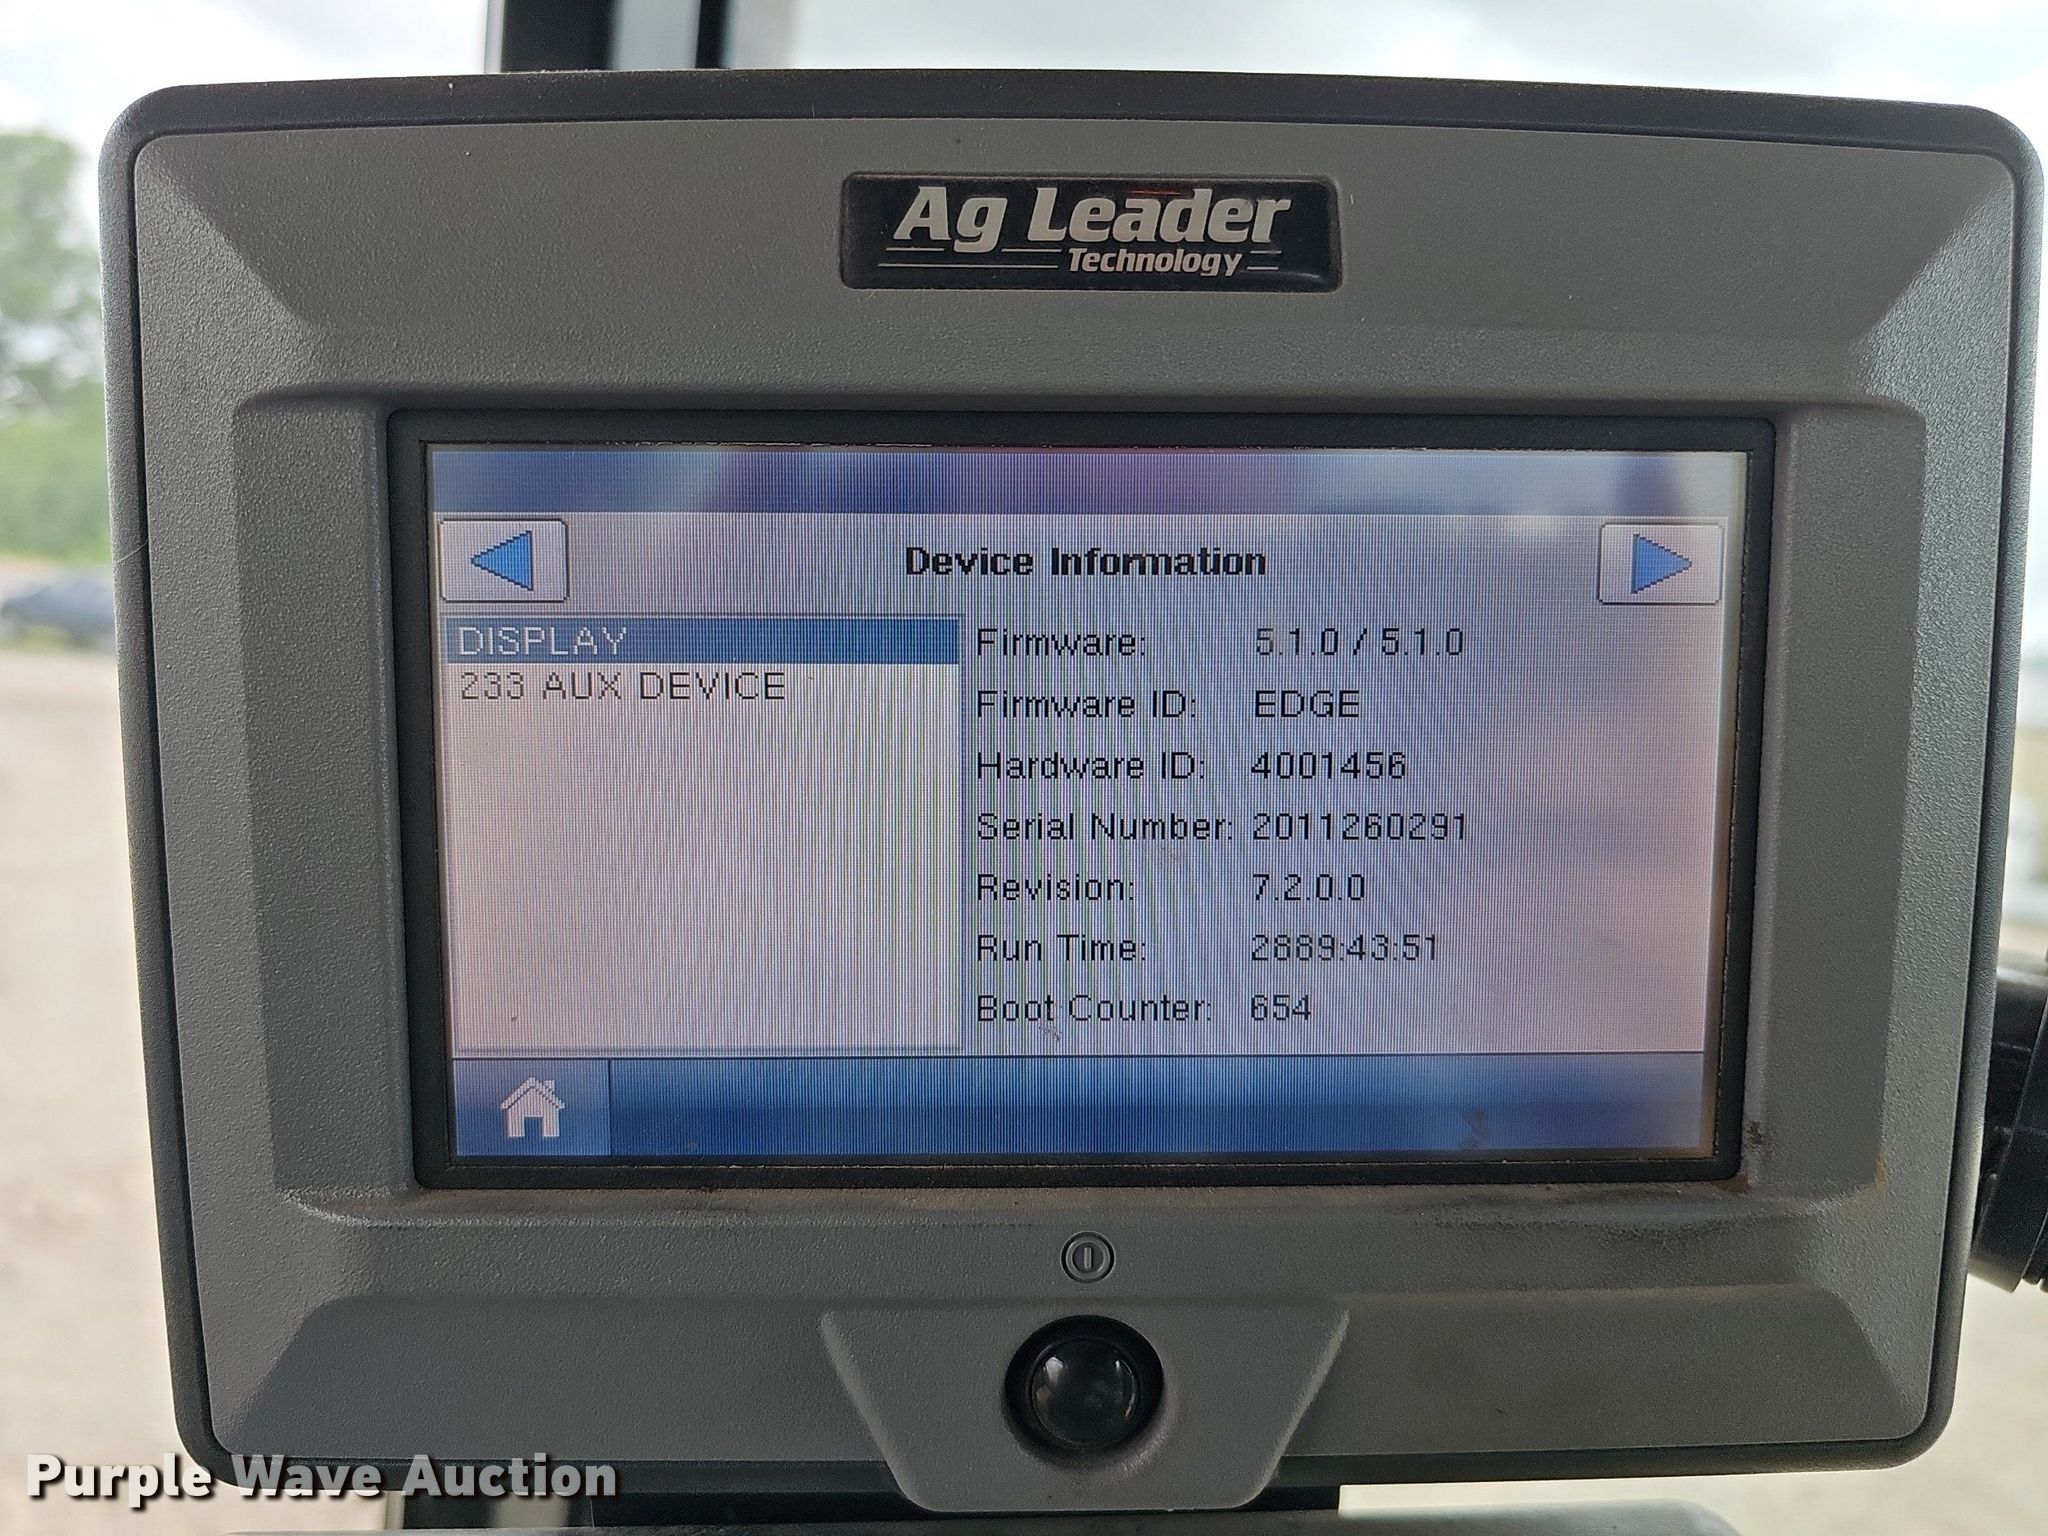 Ag Leader
Technology
Device Information
DISPLAY
233 AUX DEVICE
Firmware: 5.1.0 / 5.1.0
Firmware ID: EDGE
Hardware ID: 4001456
Serial Number: 2011260291
Revision: 7.2.0.0
Run Time: 2889:43:51
Boot Counter: 654
Purple Wave Auction